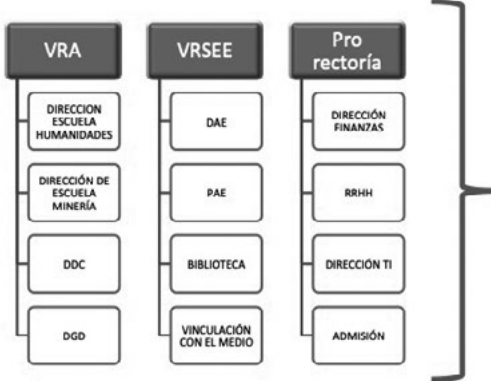 VRA
DIRECCION
ESCUELA
HUMANIDADES
DIRECCIÓN DE
ESCUELA
MINERÍA
DDC
DGD
VRSEE
DAE
PAE
BIBLIOTECA
VINCULACIÓN
CON EL MEDIO
Pro
rectoría
DIRECCIÓN
FINANZAS
RRHH
DIRECCIÓN TI
ADMISIÓN